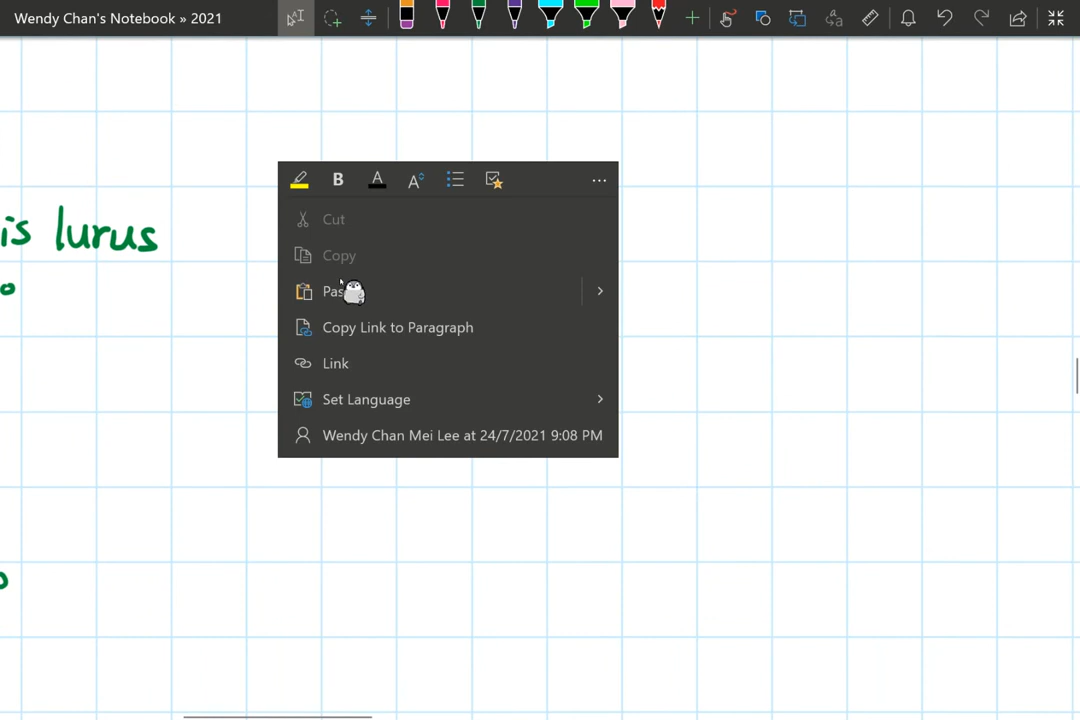 Wendy Chan's Notebook » 2021
is lurus
Cut
Copy
Pas
Copy Link to Paragraph
Link
Set Language
Wendy Chan Mei Lee at 24/7/2021 9:08 PM